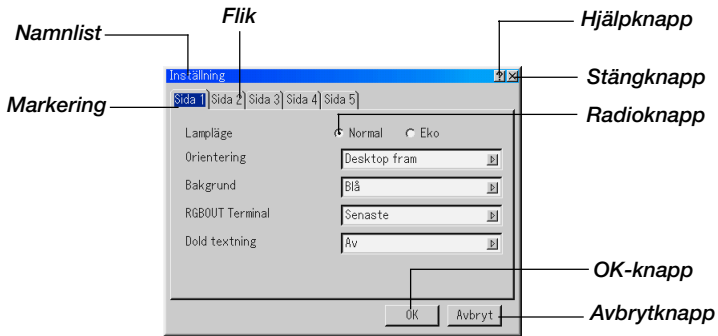 Flik
Hjälpknapp
Namnlist
Inställning
Stängknapp
Markering
Sida 1 Sida 2 Sida 3 Sida 4 Sida 5
Radioknapp
Lampläge Normal Eko
Orientering Desktop fram
Bakgrund Blå
RGBOUT Terminal Senaste
Dold textning Av
OK-knapp
OK Avbryt
Avbrytknapp